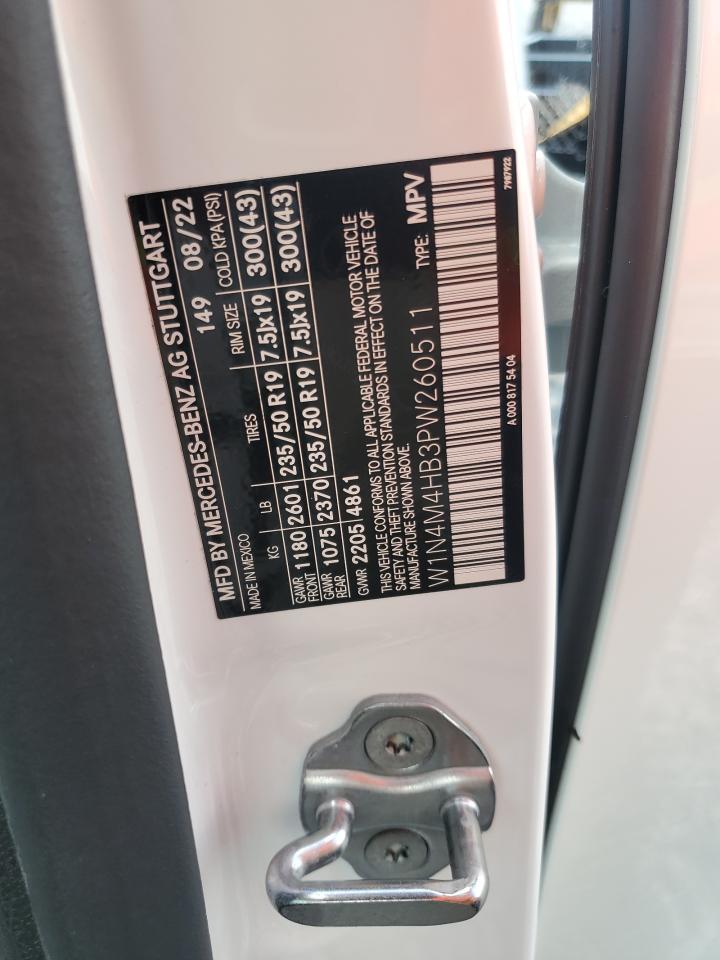 MFD BY MERCEDES-BENZ AG STUTTGART
MADE IN MEXICO 149 08/22
KG LB TIRES RIM SIZE COLD KPA(PSI)
GAWR FRONT 1180 2601 235/50 R19 7.5Jx19 300(43)
GAWR REAR 1075 2370 235/50 R19 7.5Jx19 300(43)
GVWR 2205 4861
THIS VEHICLE CONFORMS TO ALL APPLICABLE FEDERAL MOTOR VEHICLE
SAFETY AND THEFT PREVENTION STANDARDS IN EFFECT ON THE DATE OF
MANUFACTURE SHOWN ABOVE.
W1N4M4HB3PW260511 TYPE: MPV
A 000 817 54 04 7987922